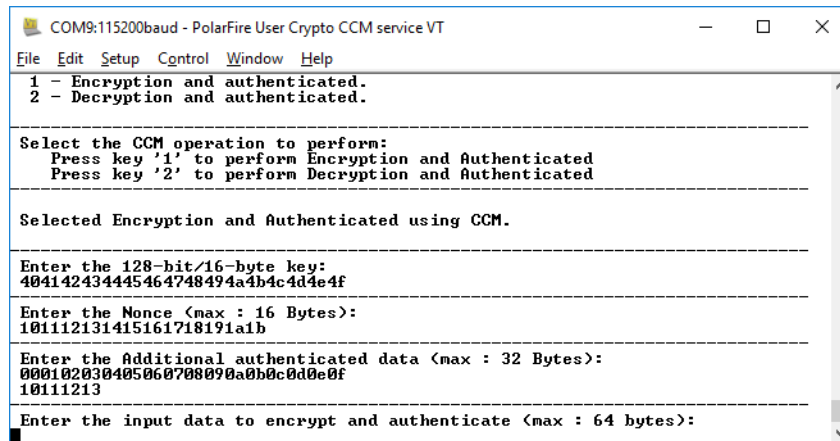 COM9:115200baud - PolarFire User Crypto CCM service VT
File Edit Setup Control Window Help
1 - Encryption and authenticated.
2 - Decryption and authenticated.
Select the CCM operation to perform:
Press key '1' to perform Encryption and Authenticated
Press key '2' to perform Decryption and Authenticated
Selected Encryption and Authenticated using CCM.
Enter the 128-bit/16-byte key:
404142434445464748494a4b4c4d4e4f
Enter the Nonce (max : 16 Bytes):
101112131415161718191a1b
Enter the Additional authenticated data (max : 32 Bytes):
000102030405060708090a0b0c0d0e0f
10111213
Enter the input data to encrypt and authenticate (max : 64 bytes):